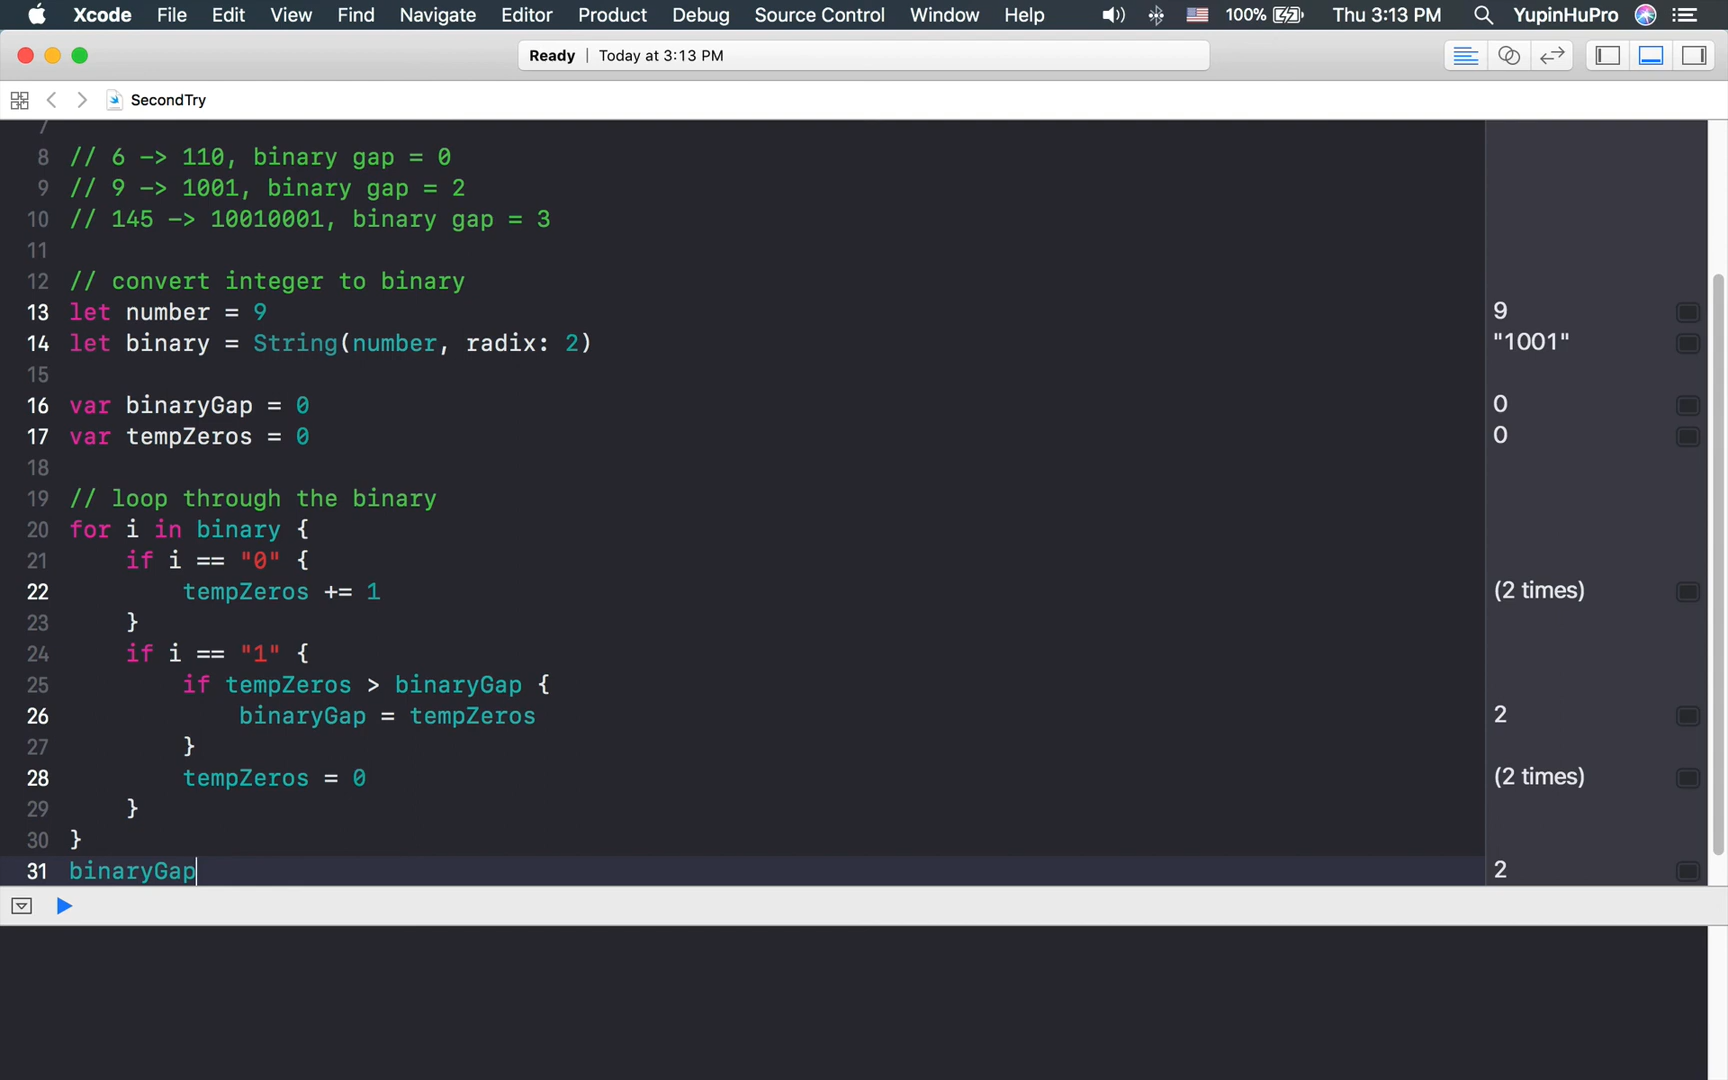 Xcode File Edit View Find Navigate Editor Product Debug Source Control Window Help 100% Thu 3:13 PM YupinHuPro
Ready | Today at 3:13 PM
SecondTry
7
8 // 6 -> 110, binary gap = 0
9 // 9 -> 1001, binary gap = 2
10 // 145 -> 10010001, binary gap = 3
11
12 // convert integer to binary
13 let number = 9 9
14 let binary = String(number, radix: 2) "1001"
15
16 var binaryGap = 0 0
17 var tempZeros = 0 0
18
19 // loop through the binary
20 for i in binary {
21 if i == "0" {
22 tempZeros += 1 (2 times)
23 }
24 if i == "1" {
25 if tempZeros > binaryGap {
26 binaryGap = tempZeros 2
27 }
28 tempZeros = 0 (2 times)
29 }
30 }
31 binaryGap 2